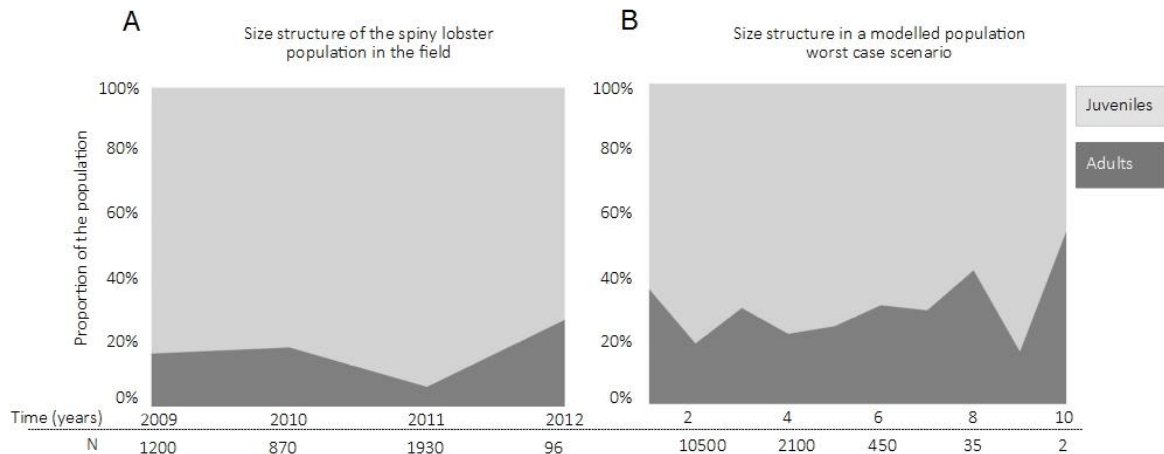 A
Size structure of the spiny lobster
population in the field
B
Size structure in a modelled population
worst case scenario
Proportion of the population
100%
80%
60%
40%
20%
0%
100%
80%
60%
40%
20%
0%
Juveniles
Adults
Time (years) 2009 2010 2011 2012 2 4 6 8 10
N 1200 870 1930 96 10500 2100 450 35 2